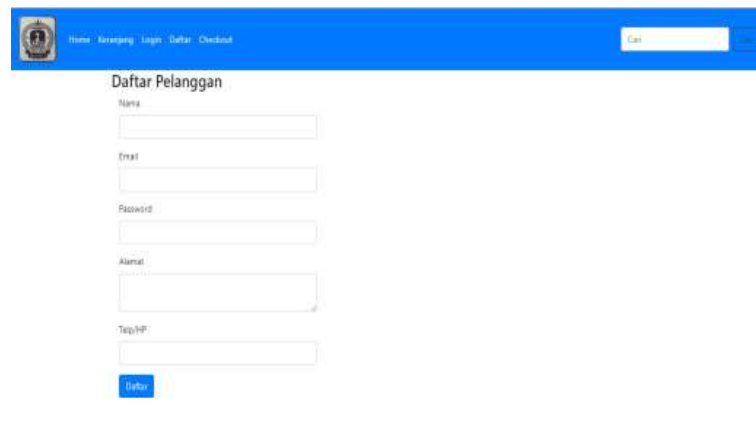 Home Keranjang Login Daftar Checkout
Cari
Daftar Pelanggan
Nama
Email
Password
Alamat
Telp/HP
Daftar